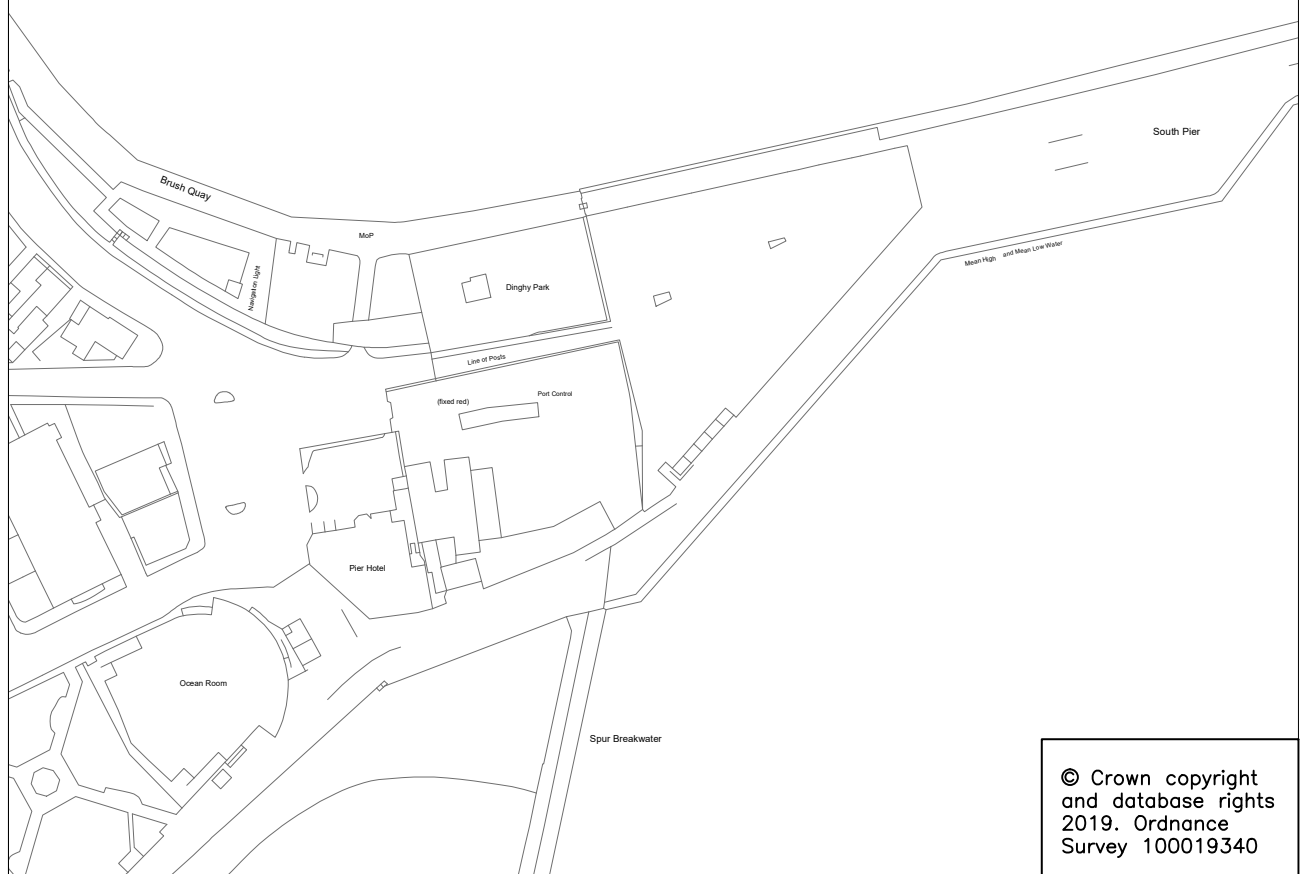 South Pier
Brush Quay
MoP
Mean High and Mean Low Water
Navigation Light
Dinghy Park
Line of Posts
Port Control
(fixed red)
Pier Hotel
Ocean Room
Spur Breakwater
© Crown copyright
and database rights
2019. Ordnance
Survey 100019340